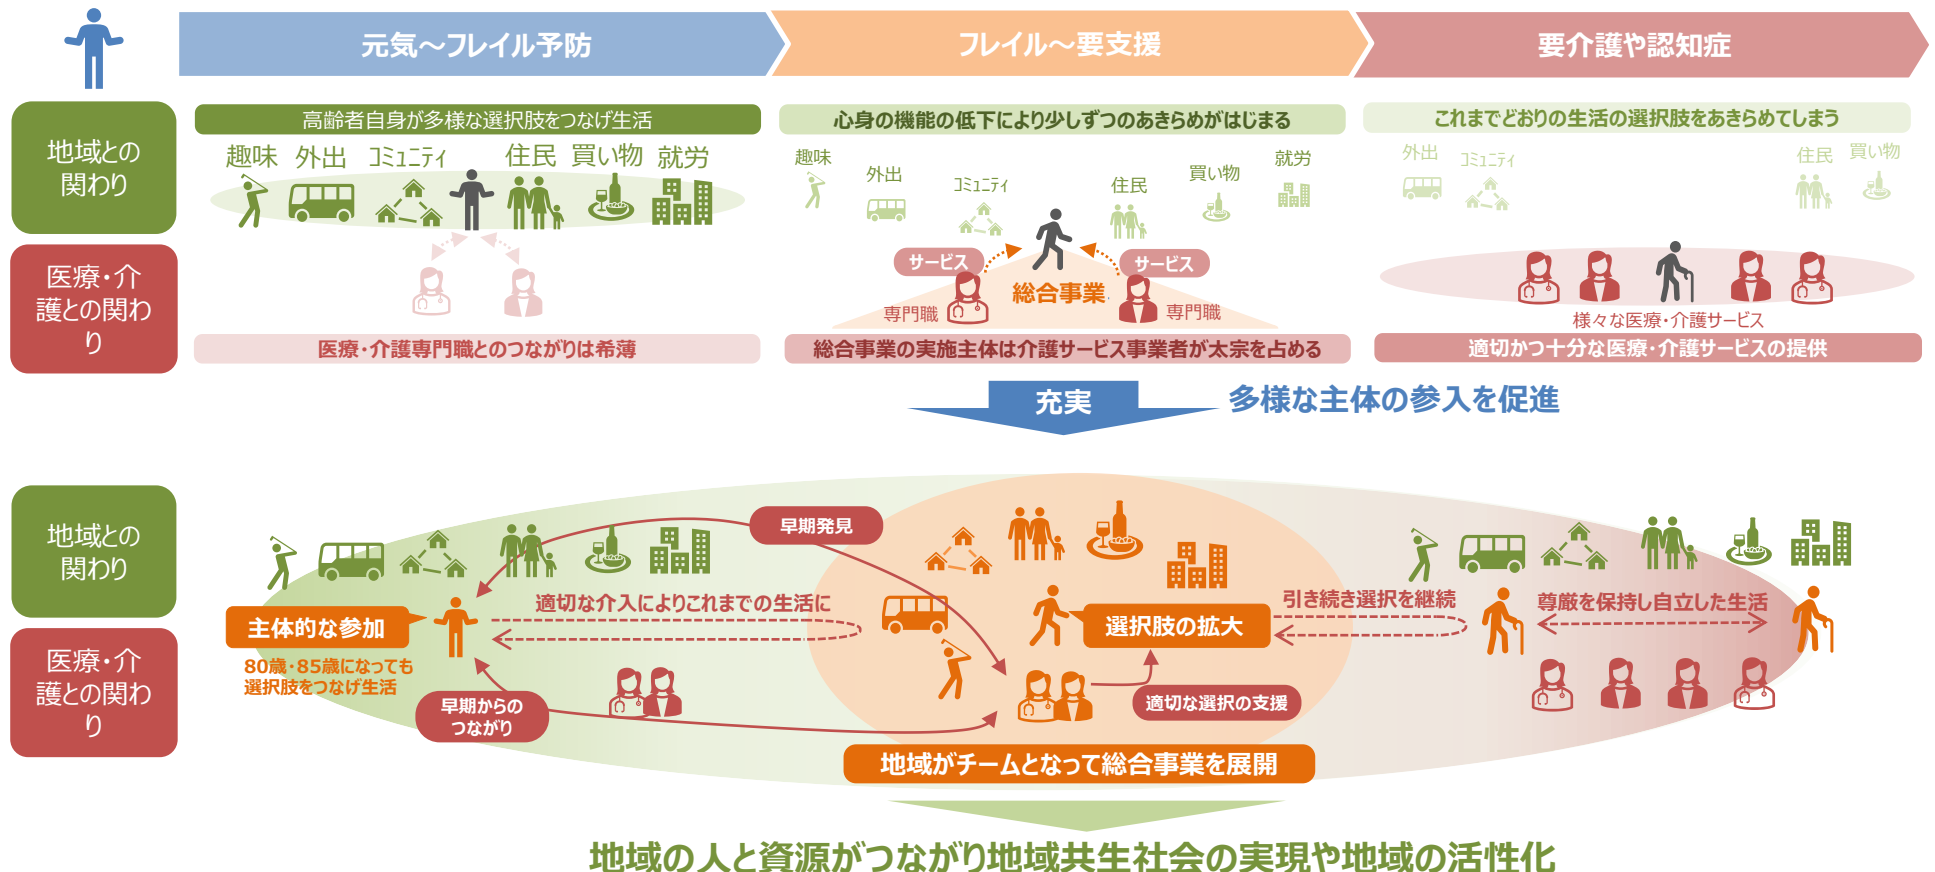 元気～フレイル予防
フレイル～要支援
要介護や認知症
地域との
関わり
高齢者自身が多様な選択肢をつなげ生活
心身の機能の低下により少しずつのあきらめがはじまる
これまでどおりの生活の選択肢をあきらめてしまう
趣味 外出 ｺﾐｭﾆﾃｨ 住民 買い物 就労
趣味
外出
ｺﾐｭﾆﾃｨ
住民
買い物
就労
外出
ｺﾐｭﾆﾃｨ
住民
買い物
医療・介
護との関わ
り
サービス
サービス
総合事業
専門職
専門職
様々な医療・介護サービス
医療・介護専門職とのつながりは希薄
総合事業の実施主体は介護サービス事業者が太宗を占める
適切かつ十分な医療・介護サービスの提供
充実
多様な主体の参入を促進
地域との
関わり
早期発見
適切な介入によりこれまでの生活に
引き続き選択を継続
尊厳を保持し自立した生活
主体的な参加
選択肢の拡大
医療・介
護との関わ
り
80歳・85歳になっても
選択肢をつなげ生活
早期からの
つながり
適切な選択の支援
地域がチームとなって総合事業を展開
地域の人と資源がつながり地域共生社会の実現や地域の活性化